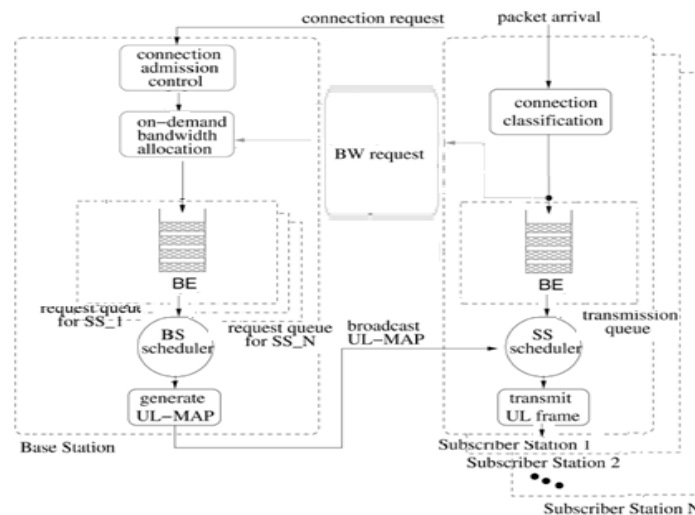 connection request
packet arrival
connection
admission
control
on-demand
bandwidth
allocation
BW request
connection
classification
BE
BE
request queue
for SS_1
request queue
for SS_N
BS
scheduler
broadcast
UL-MAP
SS
scheduler
transmission
queue
generate
UL-MAP
transmit
UL frame
Base Station
Subscriber Station 1
Subscriber Station 2
Subscriber Station N